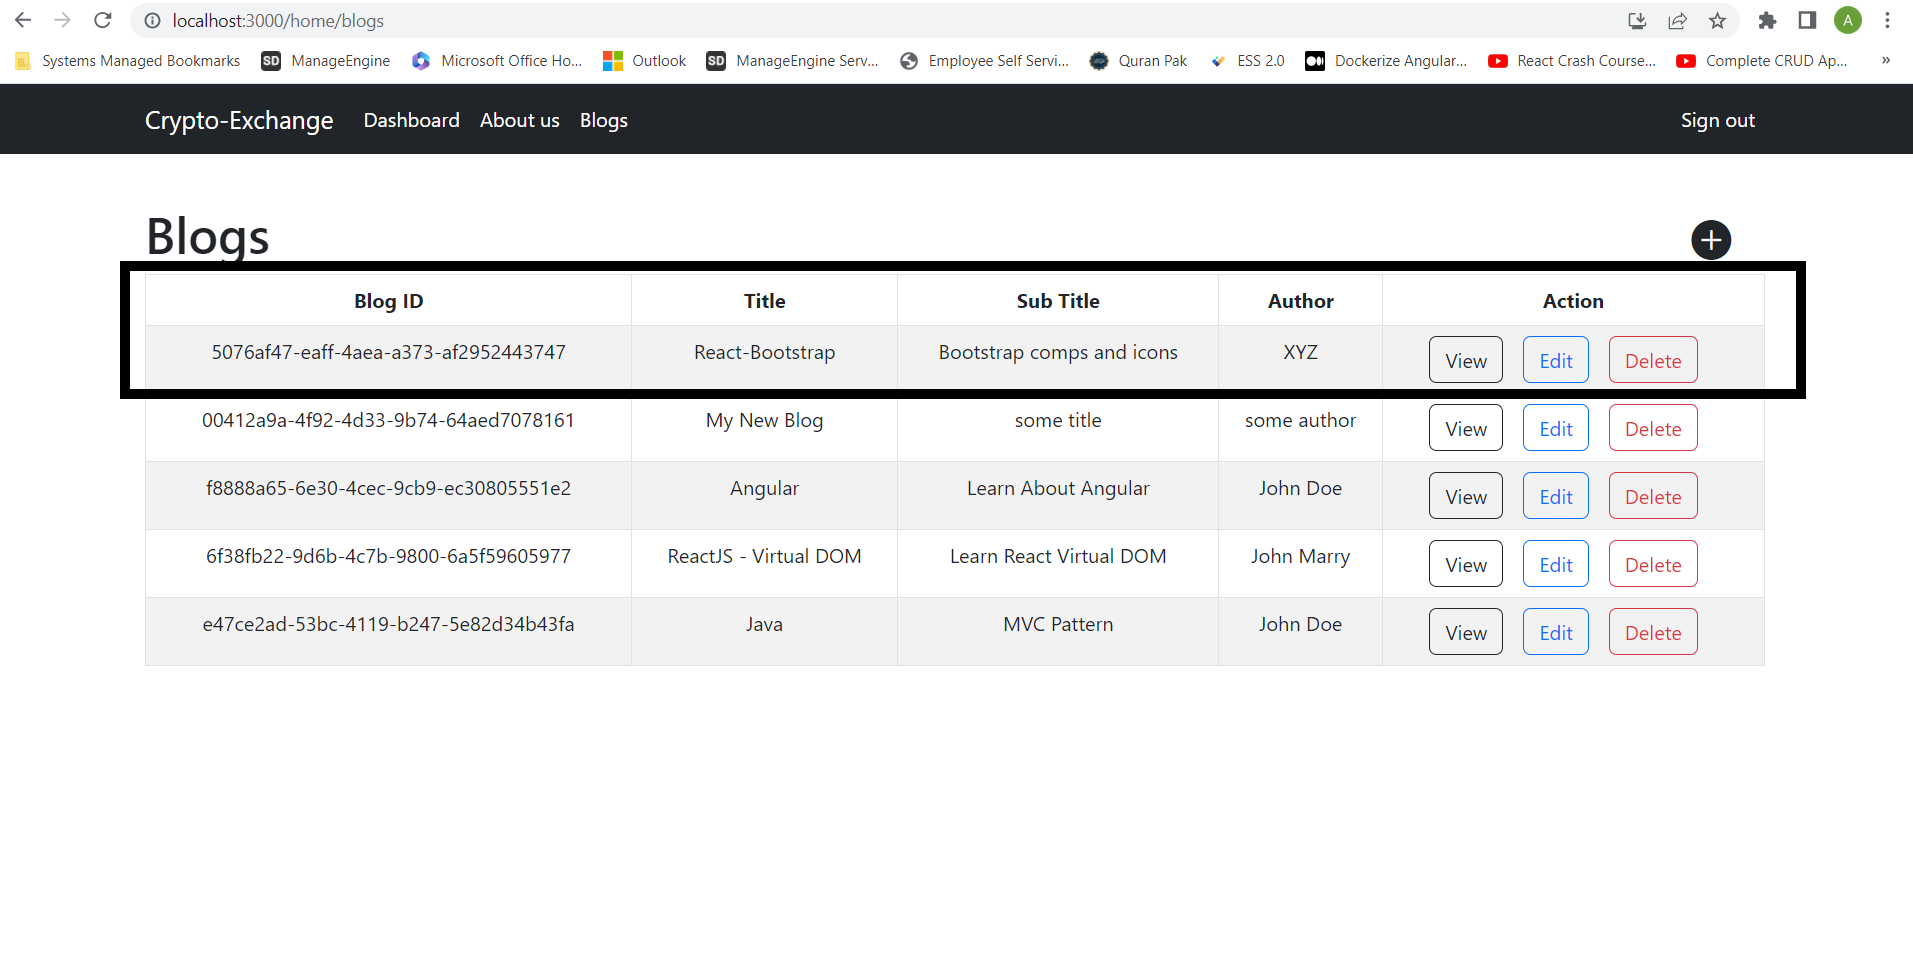 localhost:3000/home/blogs A
Systems Managed Bookmarks SD ManageEngine Microsoft Office Ho... Outlook SD ManageEngine Serv... Employee Self Servi... Quran Pak ESS 2.0 Dockerize Angular... React Crash Course... Complete CRUD Ap... »
Crypto-Exchange Dashboard About us Blogs Sign out
Blogs
Blog ID Title Sub Title Author Action
5076af47-eaff-4aea-a373-af2952443747 React-Bootstrap Bootstrap comps and icons XYZ View Edit Delete
00412a9a-4f92-4d33-9b74-64aed7078161 My New Blog some title some author View Edit Delete
f8888a65-6e30-4cec-9cb9-ec30805551e2 Angular Learn About Angular John Doe View Edit Delete
6f38fb22-9d6b-4c7b-9800-6a5f59605977 ReactJS - Virtual DOM Learn React Virtual DOM John Marry View Edit Delete
e47ce2ad-53bc-4119-b247-5e82d34b43fa Java MVC Pattern John Doe View Edit Delete